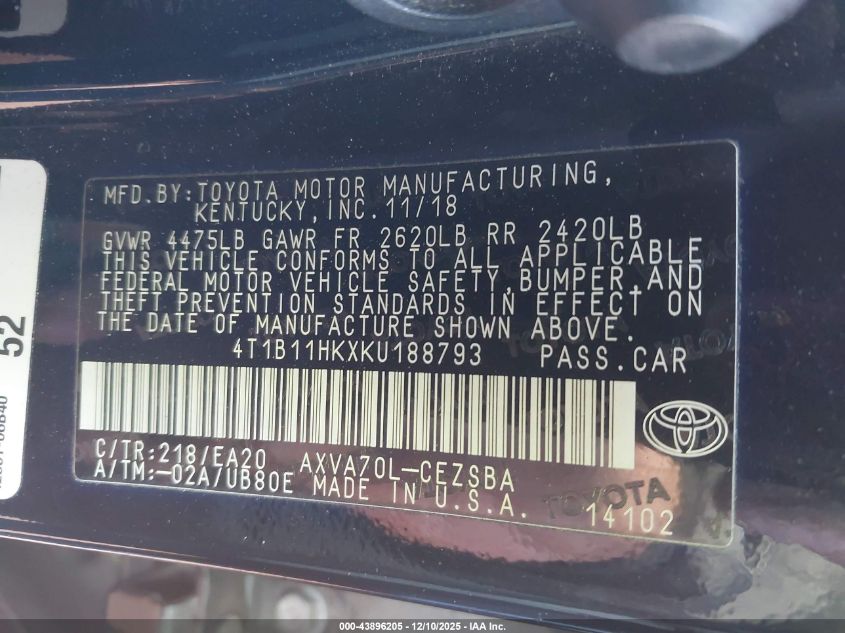 MFD.BY:TOYOTA MOTOR MANUFACTURING,
KENTUCKY,INC.11/18
GVWR 4475LB GAWR FR 2620LB RR 2420LB
THIS VEHICLE CONFORMS TO ALL APPLICABLE
FEDERAL MOTOR VEHICLE SAFETY,BUMPER,AND
THEFT PREVENTION STANDARDS IN EFFECT ON
THE DATE OF MANUFACTURE SHOWN ABOVE.
4T1B11HKXKU188793 PASS.CAR
C/TR:218/EA20 AXVA70L-CEZSBA
A/TM:-02A/UB80E MADE IN U.S.A.
TOYOTA
14102
52
000-43896205 - 12/10/2025 - IAA Inc.